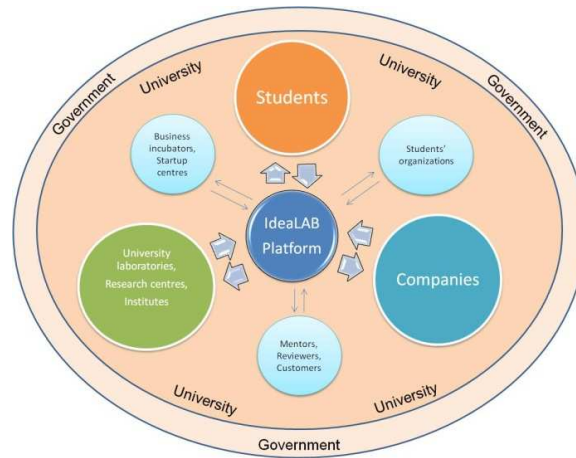 University
University
Government
Government
Students
Business
incubators,
Startup
centres
Students'
organizations
IdeaLAB
Platform
University
laboratories,
Research centres,
Institutes
Companies
Mentors,
Reviewers,
Customers
University
University
Government